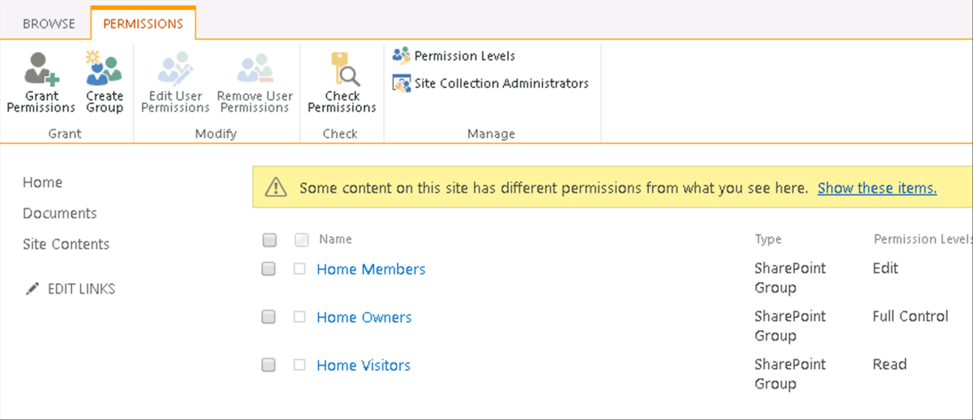 BROWSE PERMISSIONS
Grant Permissions
Create Group
Edit User Permissions
Remove User Permissions
Check Permissions
Permission Levels
Site Collection Administrators
Grant Modify Check Manage
Home
Documents
Site Contents
EDIT LINKS
Some content on this site has different permissions from what you see here. Show these items.
Name Type Permission Levels
Home Members SharePoint Group Edit
Home Owners SharePoint Group Full Control
Home Visitors SharePoint Group Read